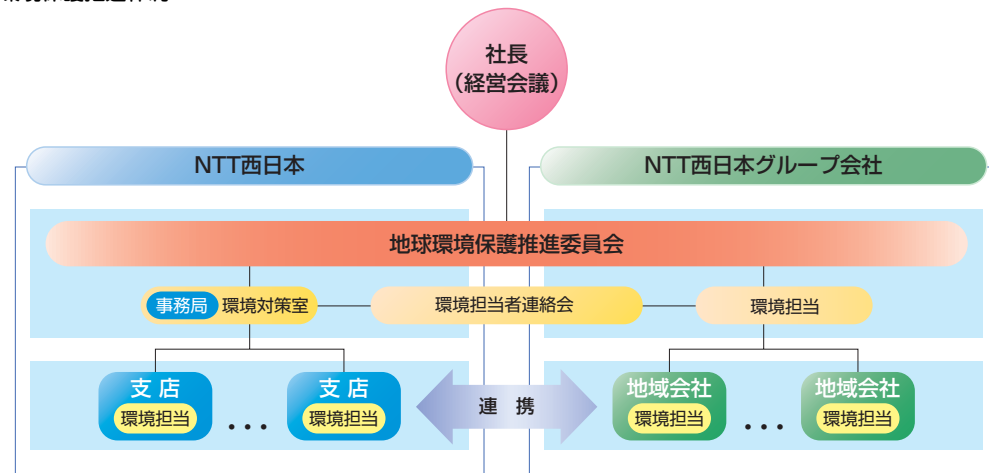 社長
（経営会議）
NTT西日本
NTT西日本グループ会社
地球環境保護推進委員会
事務局 環境対策室
環境担当者連絡会
環境担当
支店
環境担当
...
支店
環境担当
連携
地域会社
環境担当
...
地域会社
環境担当